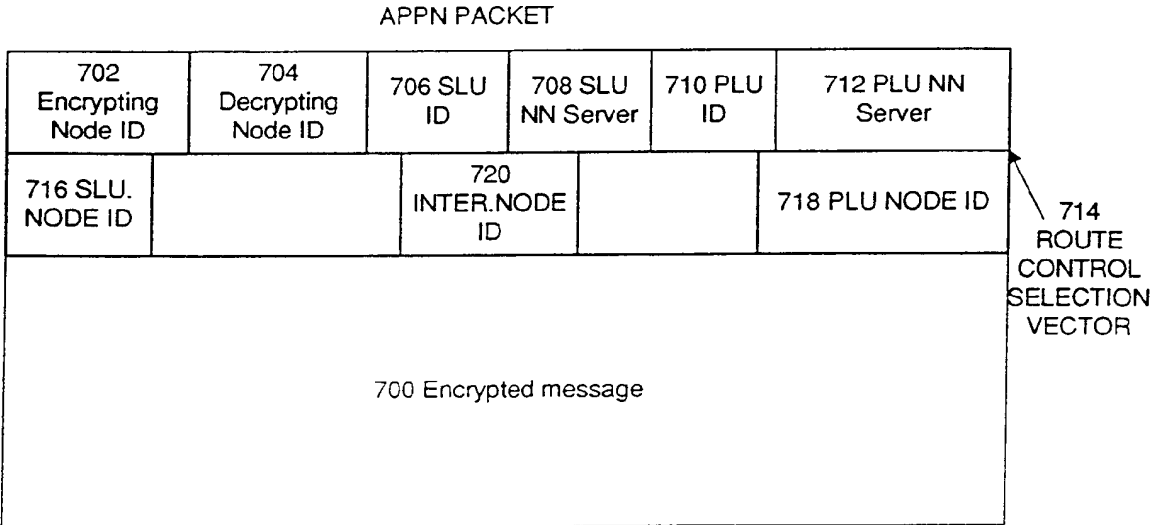 APPN PACKET
702
Encrypting
Node ID
704
Decrypting
Node ID
706 SLU
ID
708 SLU
NN Server
710 PLU
ID
712 PLU NN
Server
716 SLU.
NODE ID
720
INTER.NODE
ID
718 PLU NODE ID
714
ROUTE
CONTROL
SELECTION
VECTOR
700 Encrypted message